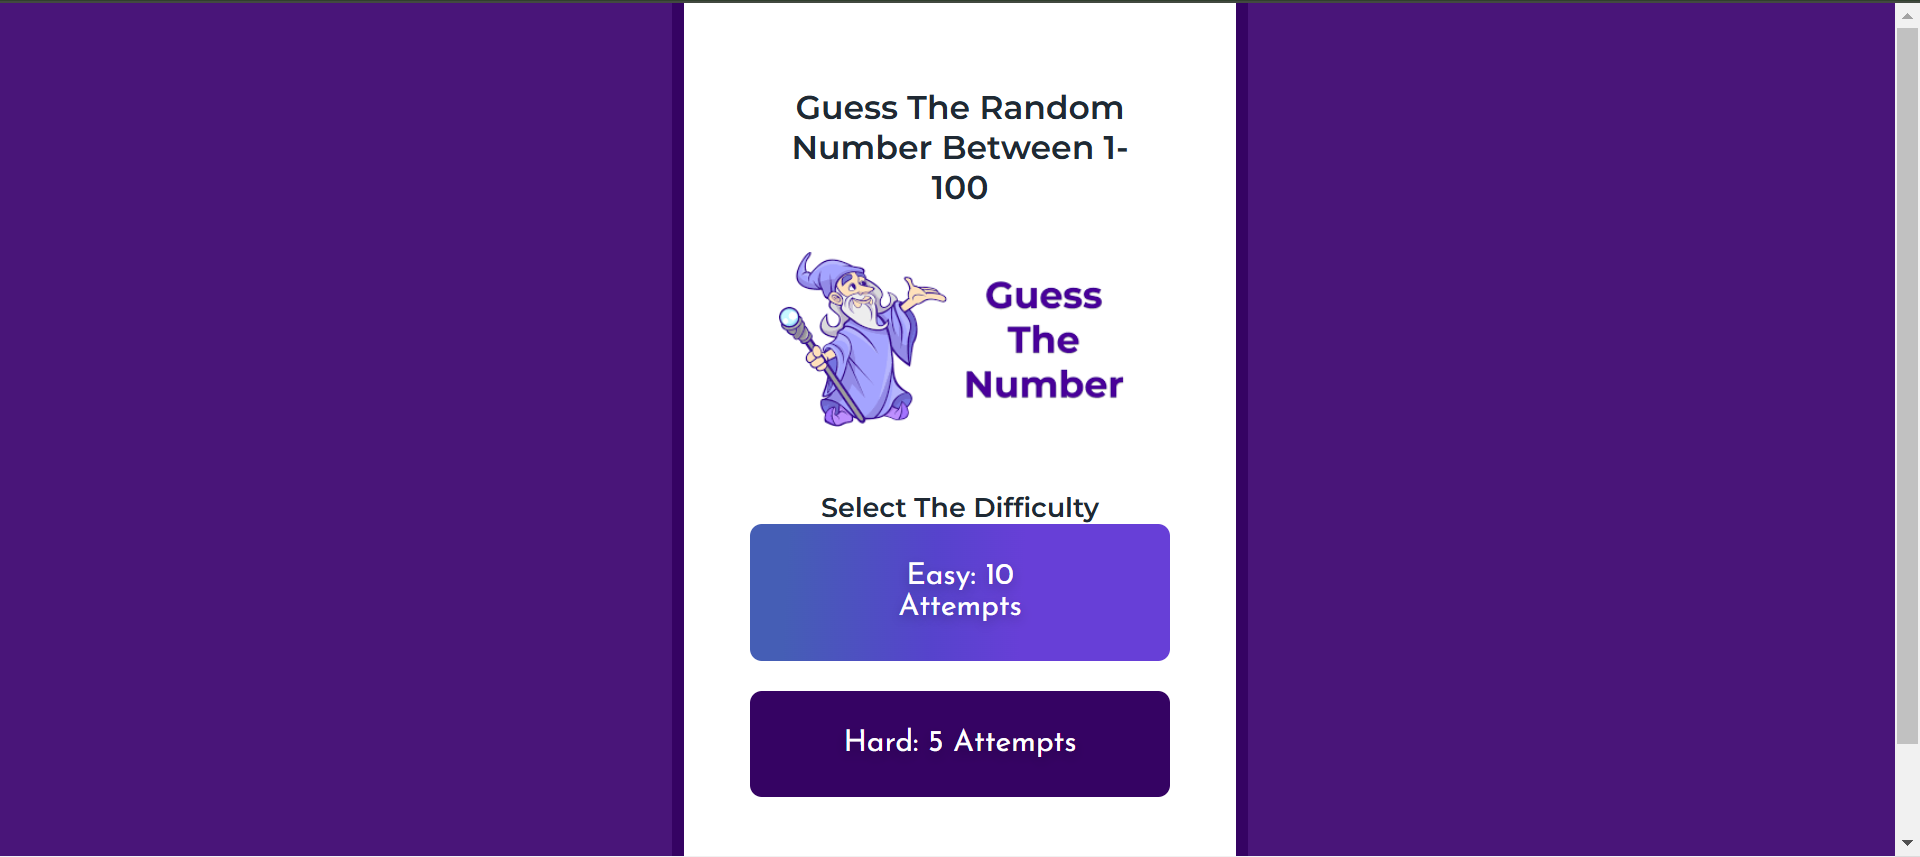 Guess The Random
Number Between 1-
100
Guess
The
Number
Select The Difficulty
Easy: 10
Attempts
Hard: 5 Attempts